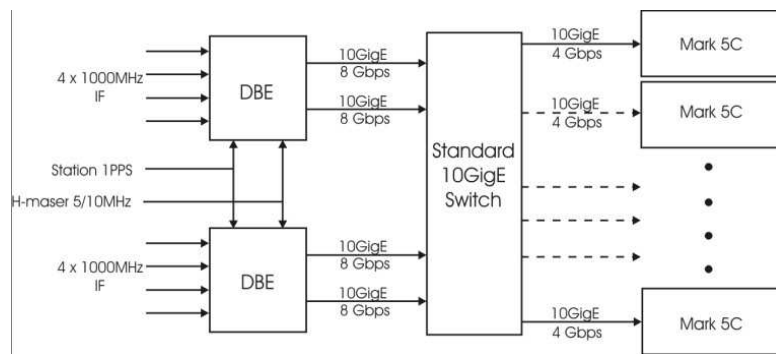 10GigE
8 Gbps
10GigE
8 Gbps
4 x 1000MHz
IF
DBE
Station 1PPS
H-maser 5/10MHz
4 x 1000MHz
IF
DBE
10GigE
8 Gbps
10GigE
8 Gbps
Standard
10GigE
Switch
10GigE
4 Gbps
Mark 5C
10GigE
4 Gbps
Mark 5C
10GigE
4 Gbps
Mark 5C